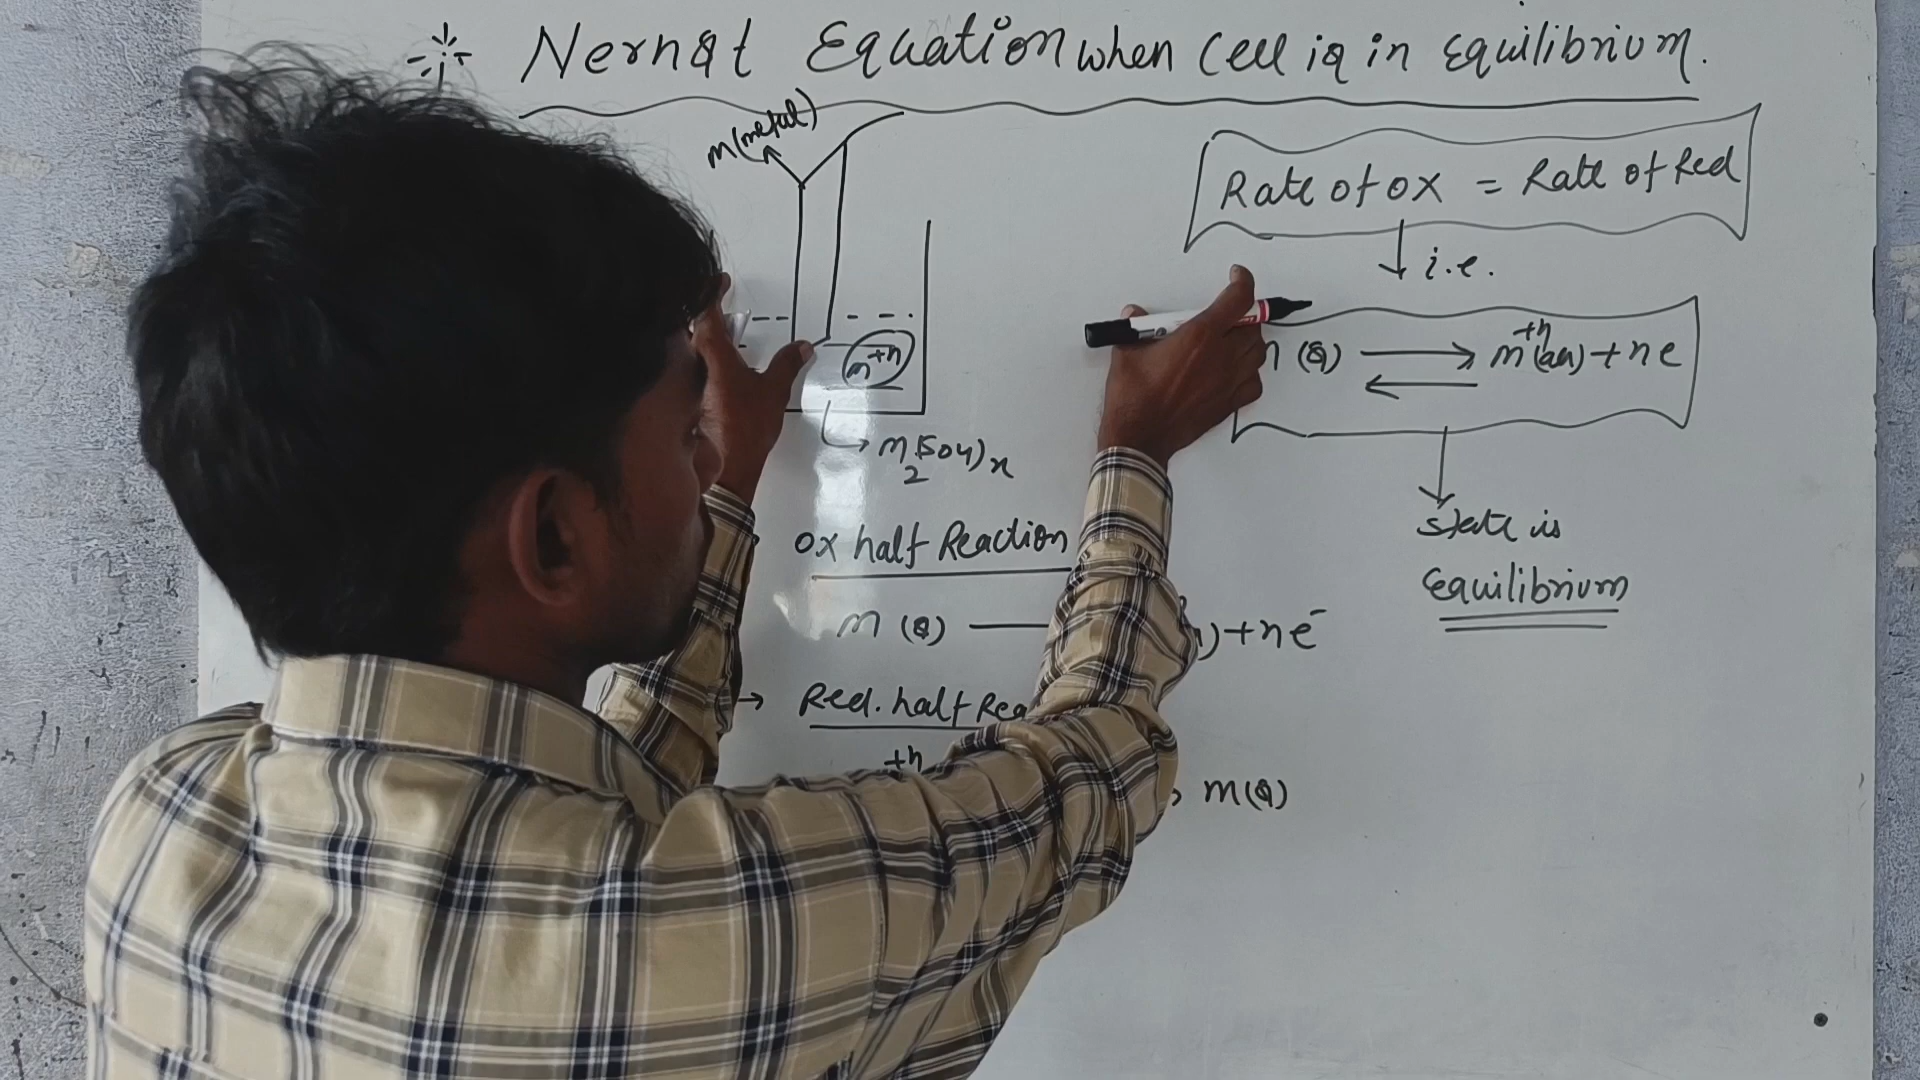 Nernst Equation when Cell is in equilibrium.
m(metal)
m+n
m2(SO4)x
Ox half Reaction
m (s) + ne-
→ Red. half Rea
+n
m(s)
Rate of Ox = Rate of Red
↓ i.e.
(s) ⇌ m+n(aq) + ne
↓
State is
Equilibrium